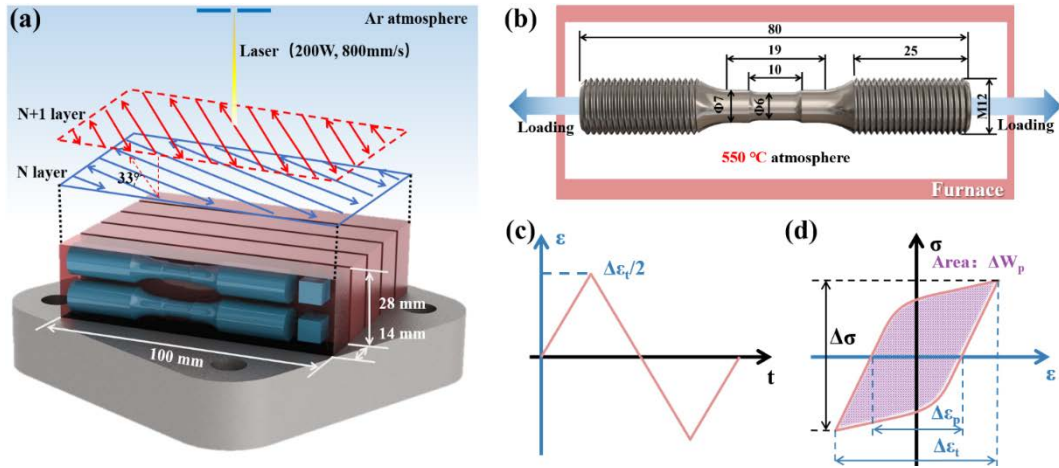 (a)
Ar atmosphere
Laser（200W, 800mm/s）
N+1 layer
N layer
33°
28 mm
14 mm
100 mm
(b)
80
19
25
10
Φ7
Φ6
M12
Loading
Loading
550 °C atmosphere
Furnace
(c)
ε
Δεt/2
t
(d)
σ
Area：ΔWp
Δσ
ε
Δεp
Δεt